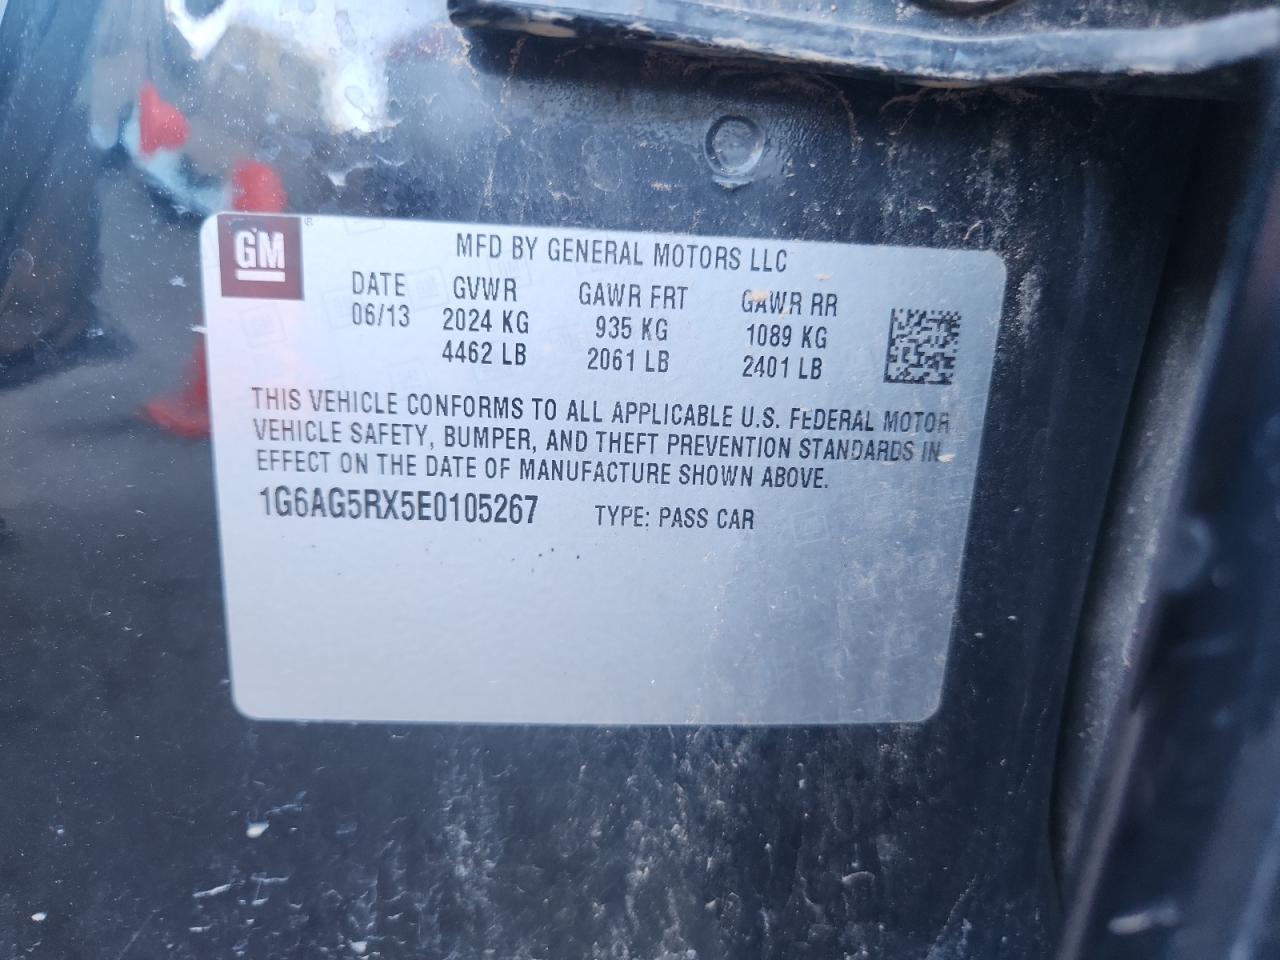 GM
MFD BY GENERAL MOTORS LLC
DATE GVWR GAWR FRT GAWR RR
06/13 2024 KG 935 KG 1089 KG
4462 LB 2061 LB 2401 LB
THIS VEHICLE CONFORMS TO ALL APPLICABLE U.S. FEDERAL MOTOR
VEHICLE SAFETY, BUMPER, AND THEFT PREVENTION STANDARDS IN
EFFECT ON THE DATE OF MANUFACTURE SHOWN ABOVE.
1G6AG5RX5E0105267 TYPE: PASS CAR